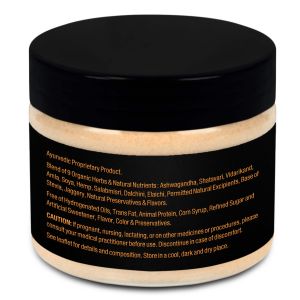 Ayurvedic Proprietary Product.
Blend of 9 Organic Herbs & Natural Nutrients: Ashwagandha, Shatavari, Vidarikand,
Amla, Soya, Hemp, Salabmisri, Dalchini, Elaichi, Permitted Natural Excipients, Base of
Stevia, Jaggery, Natural Preservatives & Flavors.
Free of Hydrogenated Oils, Trans Fat, Animal Protein, Corn Syrup, Refined Sugar and
Artificial Sweetener, Flavor, Color & Preservatives.
CAUTION: If pregnant, nursing, lactating, or on other medicines or procedures, please
consult your medical practitioner before use. Discontinue in case of discomfort.
See leaflet for details and composition. Store in a cool, dark and dry place.